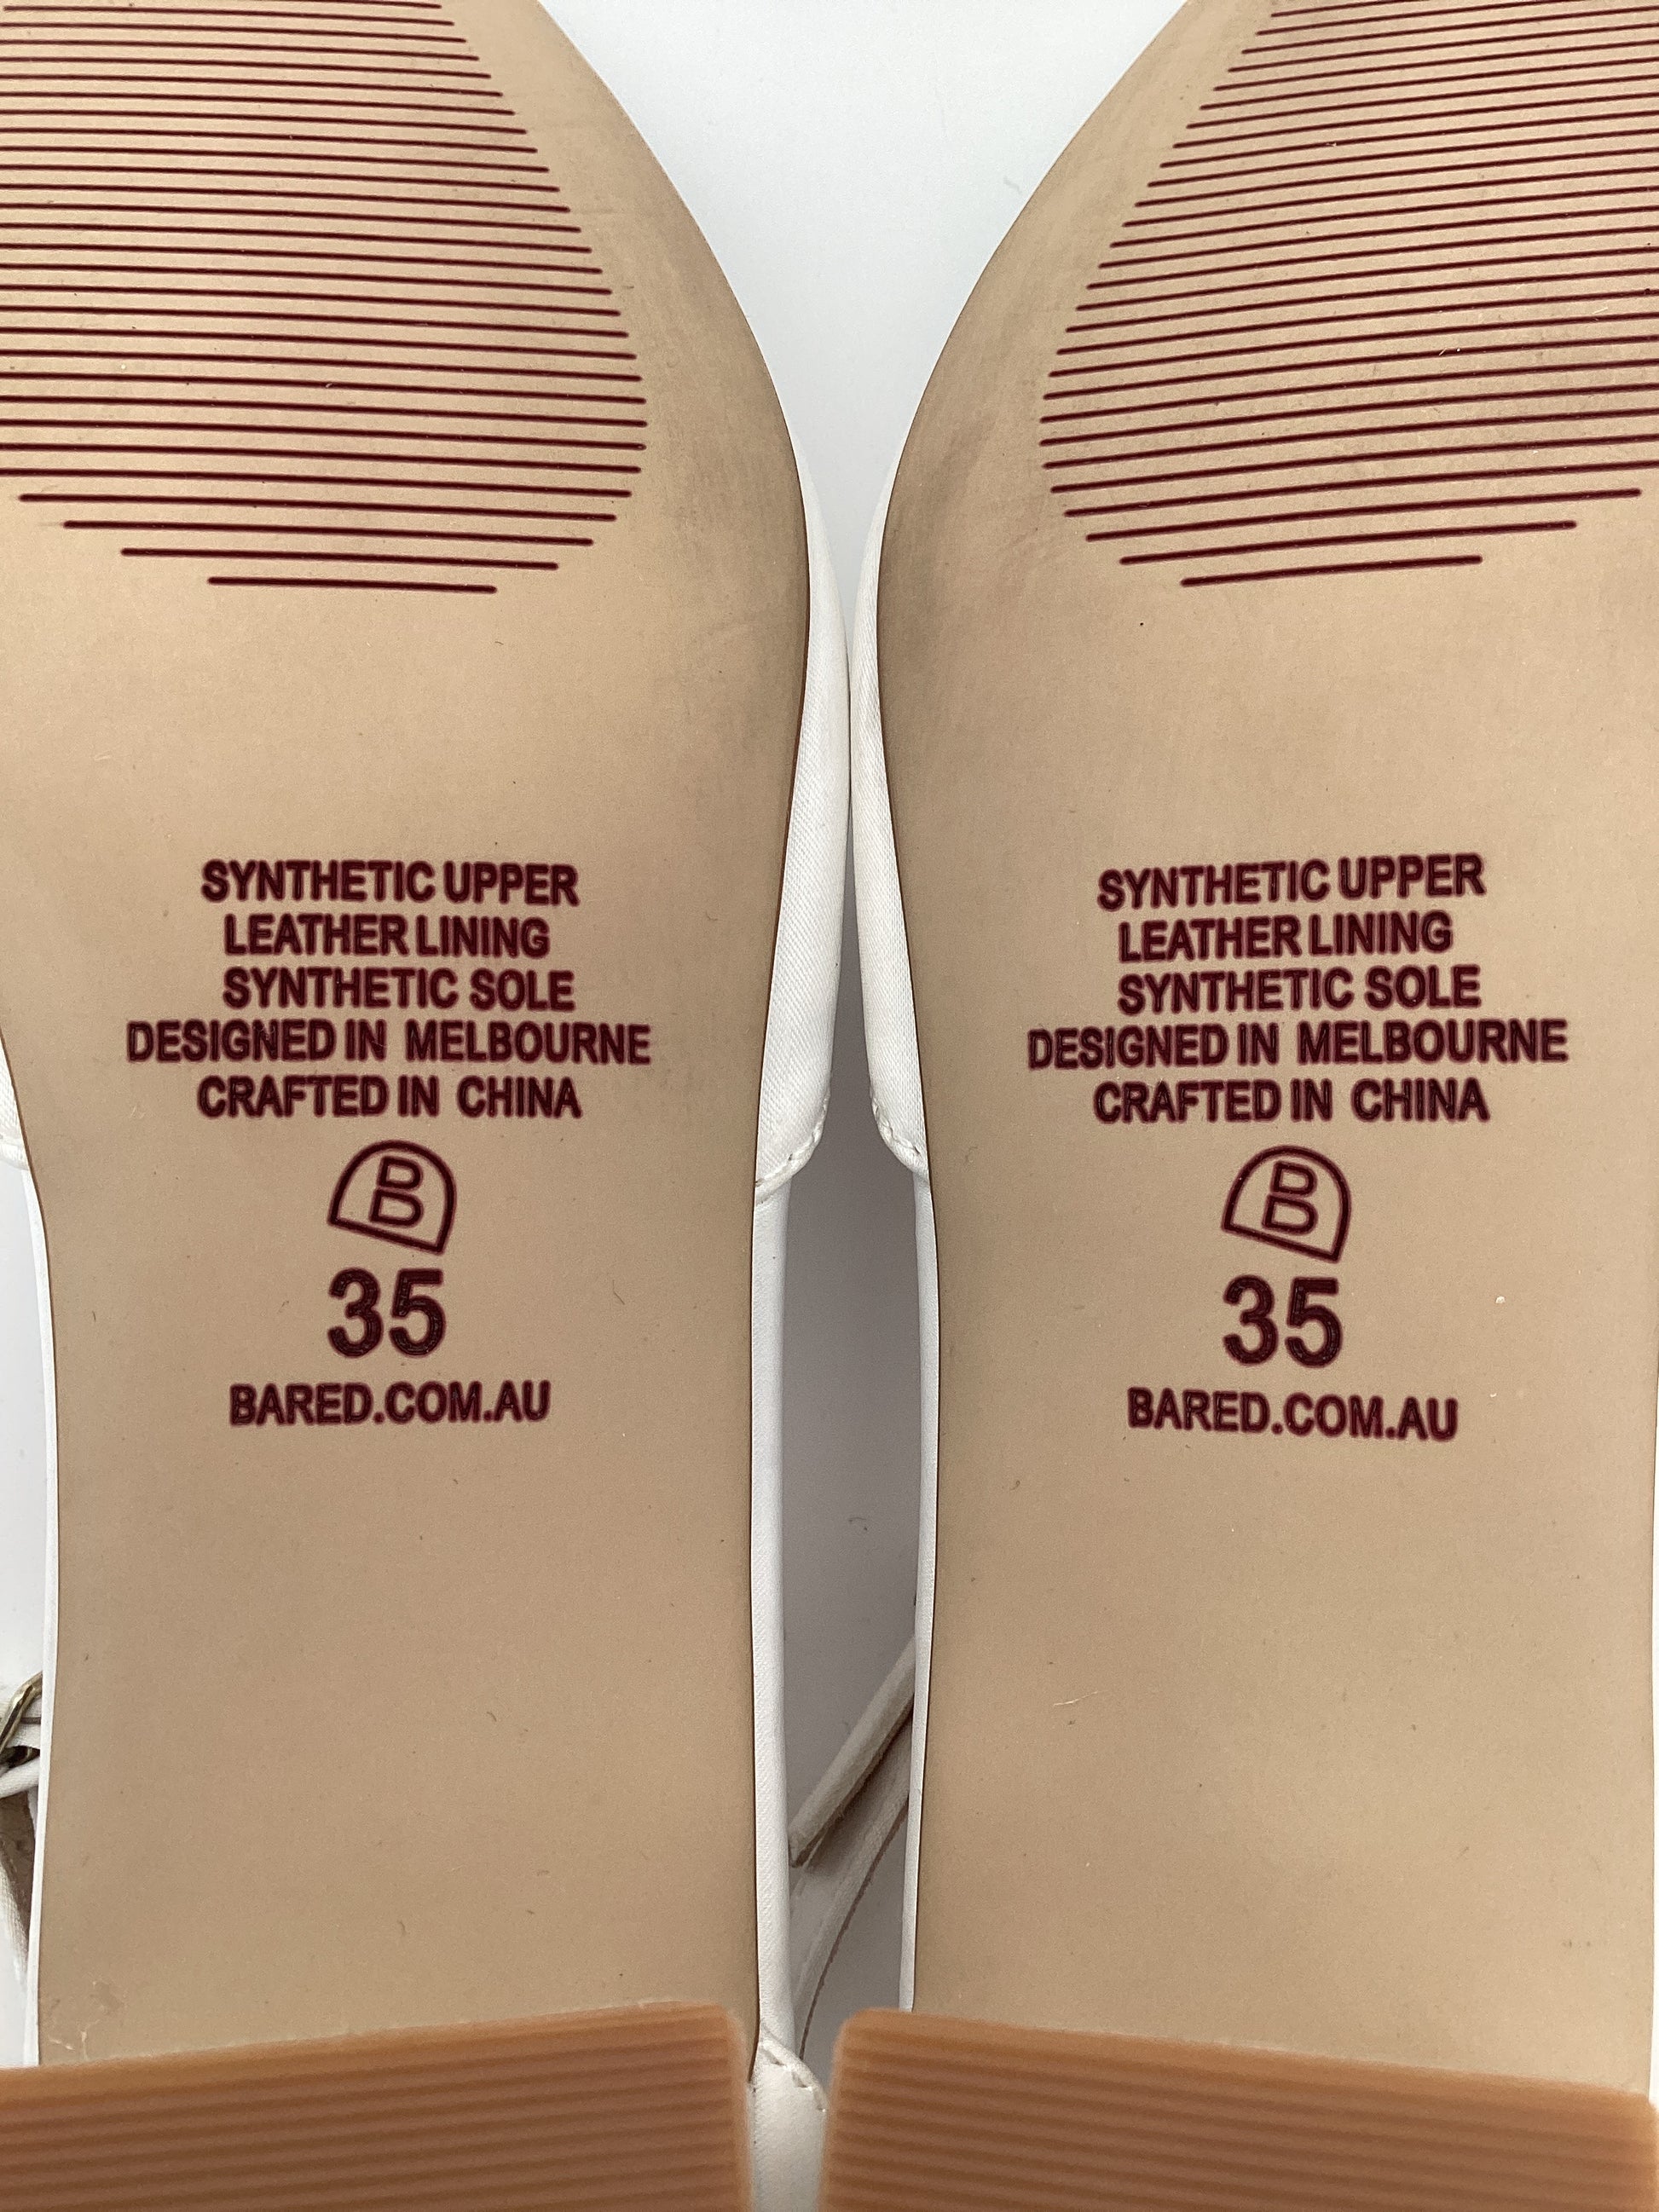 SYNTHETIC UPPER
LEATHER LINING
SYNTHETIC SOLE
DESIGNED IN MELBOURNE
CRAFTED IN CHINA
B
35
BARED.COM.AU
SYNTHETIC UPPER
LEATHER LINING
SYNTHETIC SOLE
DESIGNED IN MELBOURNE
CRAFTED IN CHINA
B
35
BARED.COM.AU